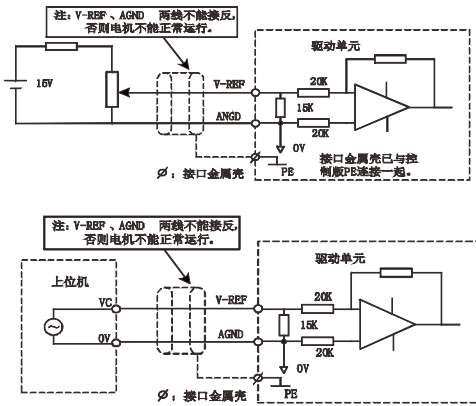 注：V-REF、AGND 两线不能接反，
否则电机不能正常运行。
驱动单元
15V
V-REF
20K
15K
ANGD
20K
0V
Ø：接口金属壳
PE
接口金属壳已与控
制版PE连接一起。
注：V-REF、AGND 两线不能接反，
否则电机不能正常运行。
驱动单元
上位机
VC
V-REF
20K
15K
0V
AGND
20K
0V
Ø：接口金属壳
PE